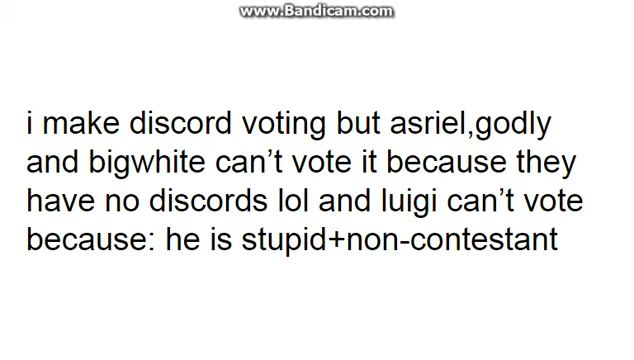 www.Bandicam.com
i make discord voting but asriel,godly
and bigwhite can’t vote it because they
have no discords lol and luigi can’t vote
because: he is stupid+non-contestant